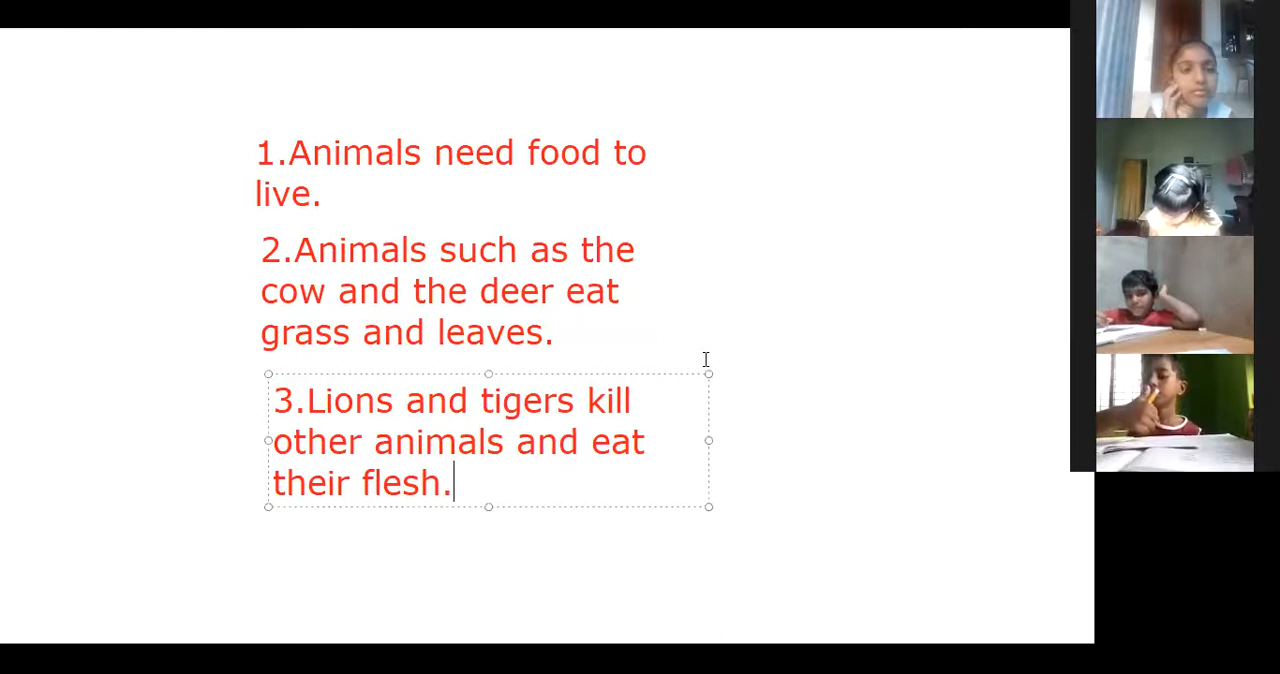 1.Animals need food to
live.
2.Animals such as the
cow and the deer eat
grass and leaves.
3.Lions and tigers kill
other animals and eat
their flesh.